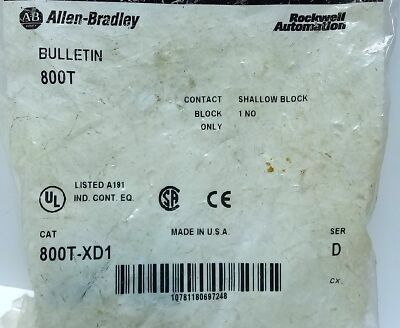 AB Allen-Bradley
Rockwell Automation
BULLETIN
800T
CONTACT SHALLOW BLOCK
BLOCK 1 NO
ONLY
UL LISTED A191
IND. CONT. EQ.
SA CE
CAT MADE IN U.S.A. SER
800T-XD1 D
10781180697248
CX